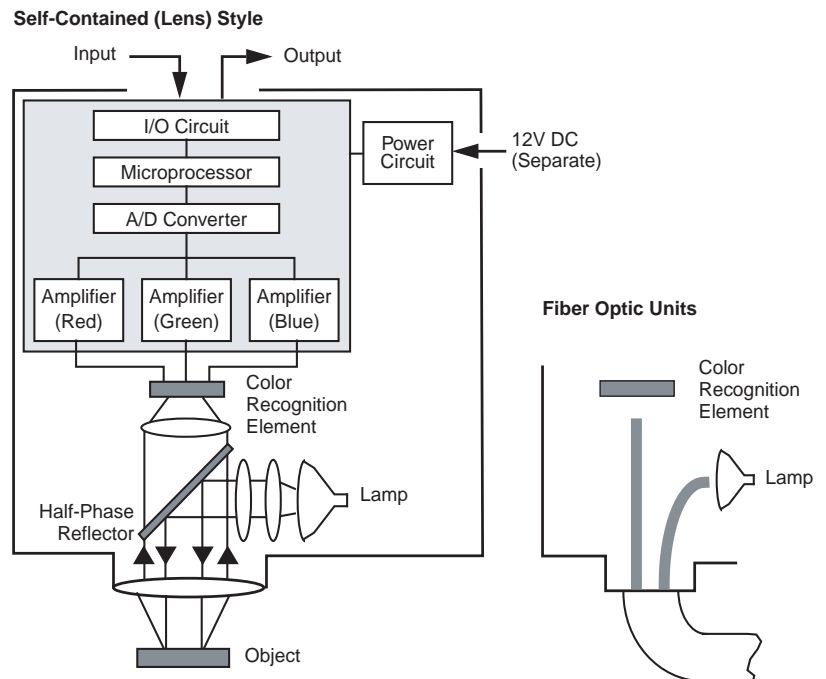 Self-Contained (Lens) Style
Input
Output
I/O Circuit
Microprocessor
A/D Converter
Amplifier
(Red)
Amplifier
(Green)
Amplifier
(Blue)
Power
Circuit
12V DC
(Separate)
Color
Recognition
Element
Half-Phase
Reflector
Lamp
Object
Fiber Optic Units
Color
Recognition
Element
Lamp